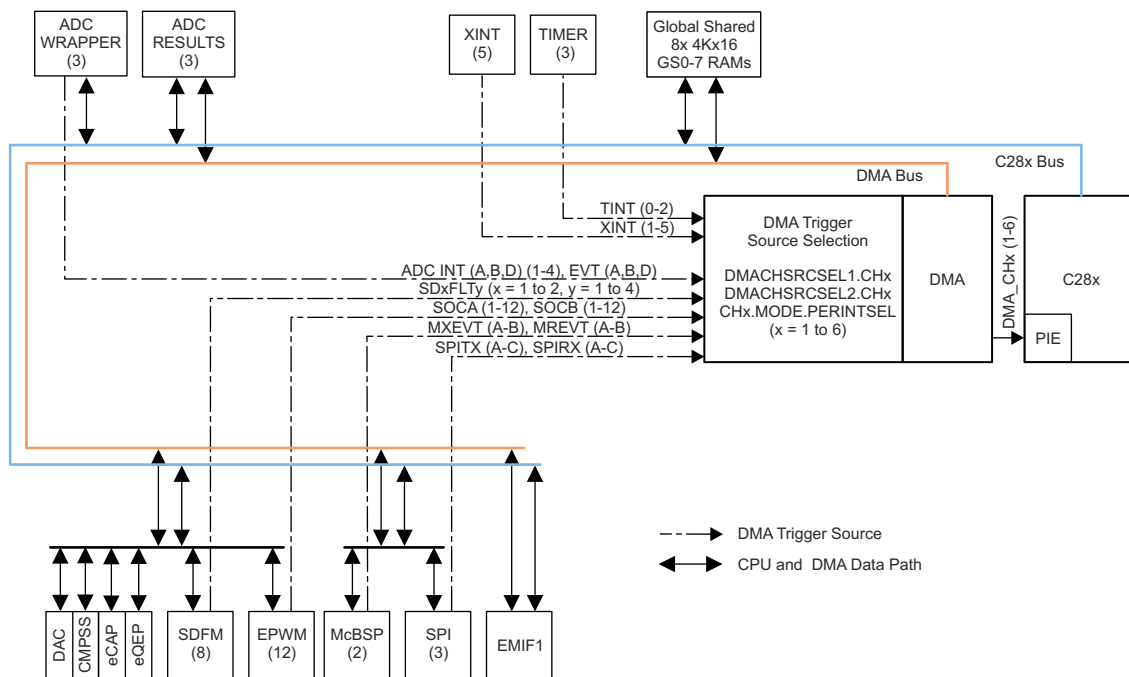 ADC
WRAPPER
(3)
ADC
RESULTS
(3)
XINT
(5)
TIMER
(3)
Global Shared
8x 4Kx16
GS0-7 RAMs
C28x Bus
DMA Bus
TINT (0-2)
XINT (1-5)
ADC INT (A,B,D) (1-4), EVT (A,B,D)
SDxFLTy (x = 1 to 2, y = 1 to 4)
SOCA (1-12), SOCB (1-12)
MXEVT (A-B), MREVT (A-B)
SPITX (A-C), SPIRX (A-C)
DMA Trigger
Source Selection
DMACHSRCSEL1.CHx
DMACHSRCSEL2.CHx
CHx.MODE.PERINTSEL
(x = 1 to 6)
DMA
DMA_CHx (1-6)
C28x
PIE
DMA Trigger Source
CPU and DMA Data Path
DAC
CMPSS
eCAP
eQEP
SDFM
(8)
EPWM
(12)
McBSP
(2)
SPI
(3)
EMIF1